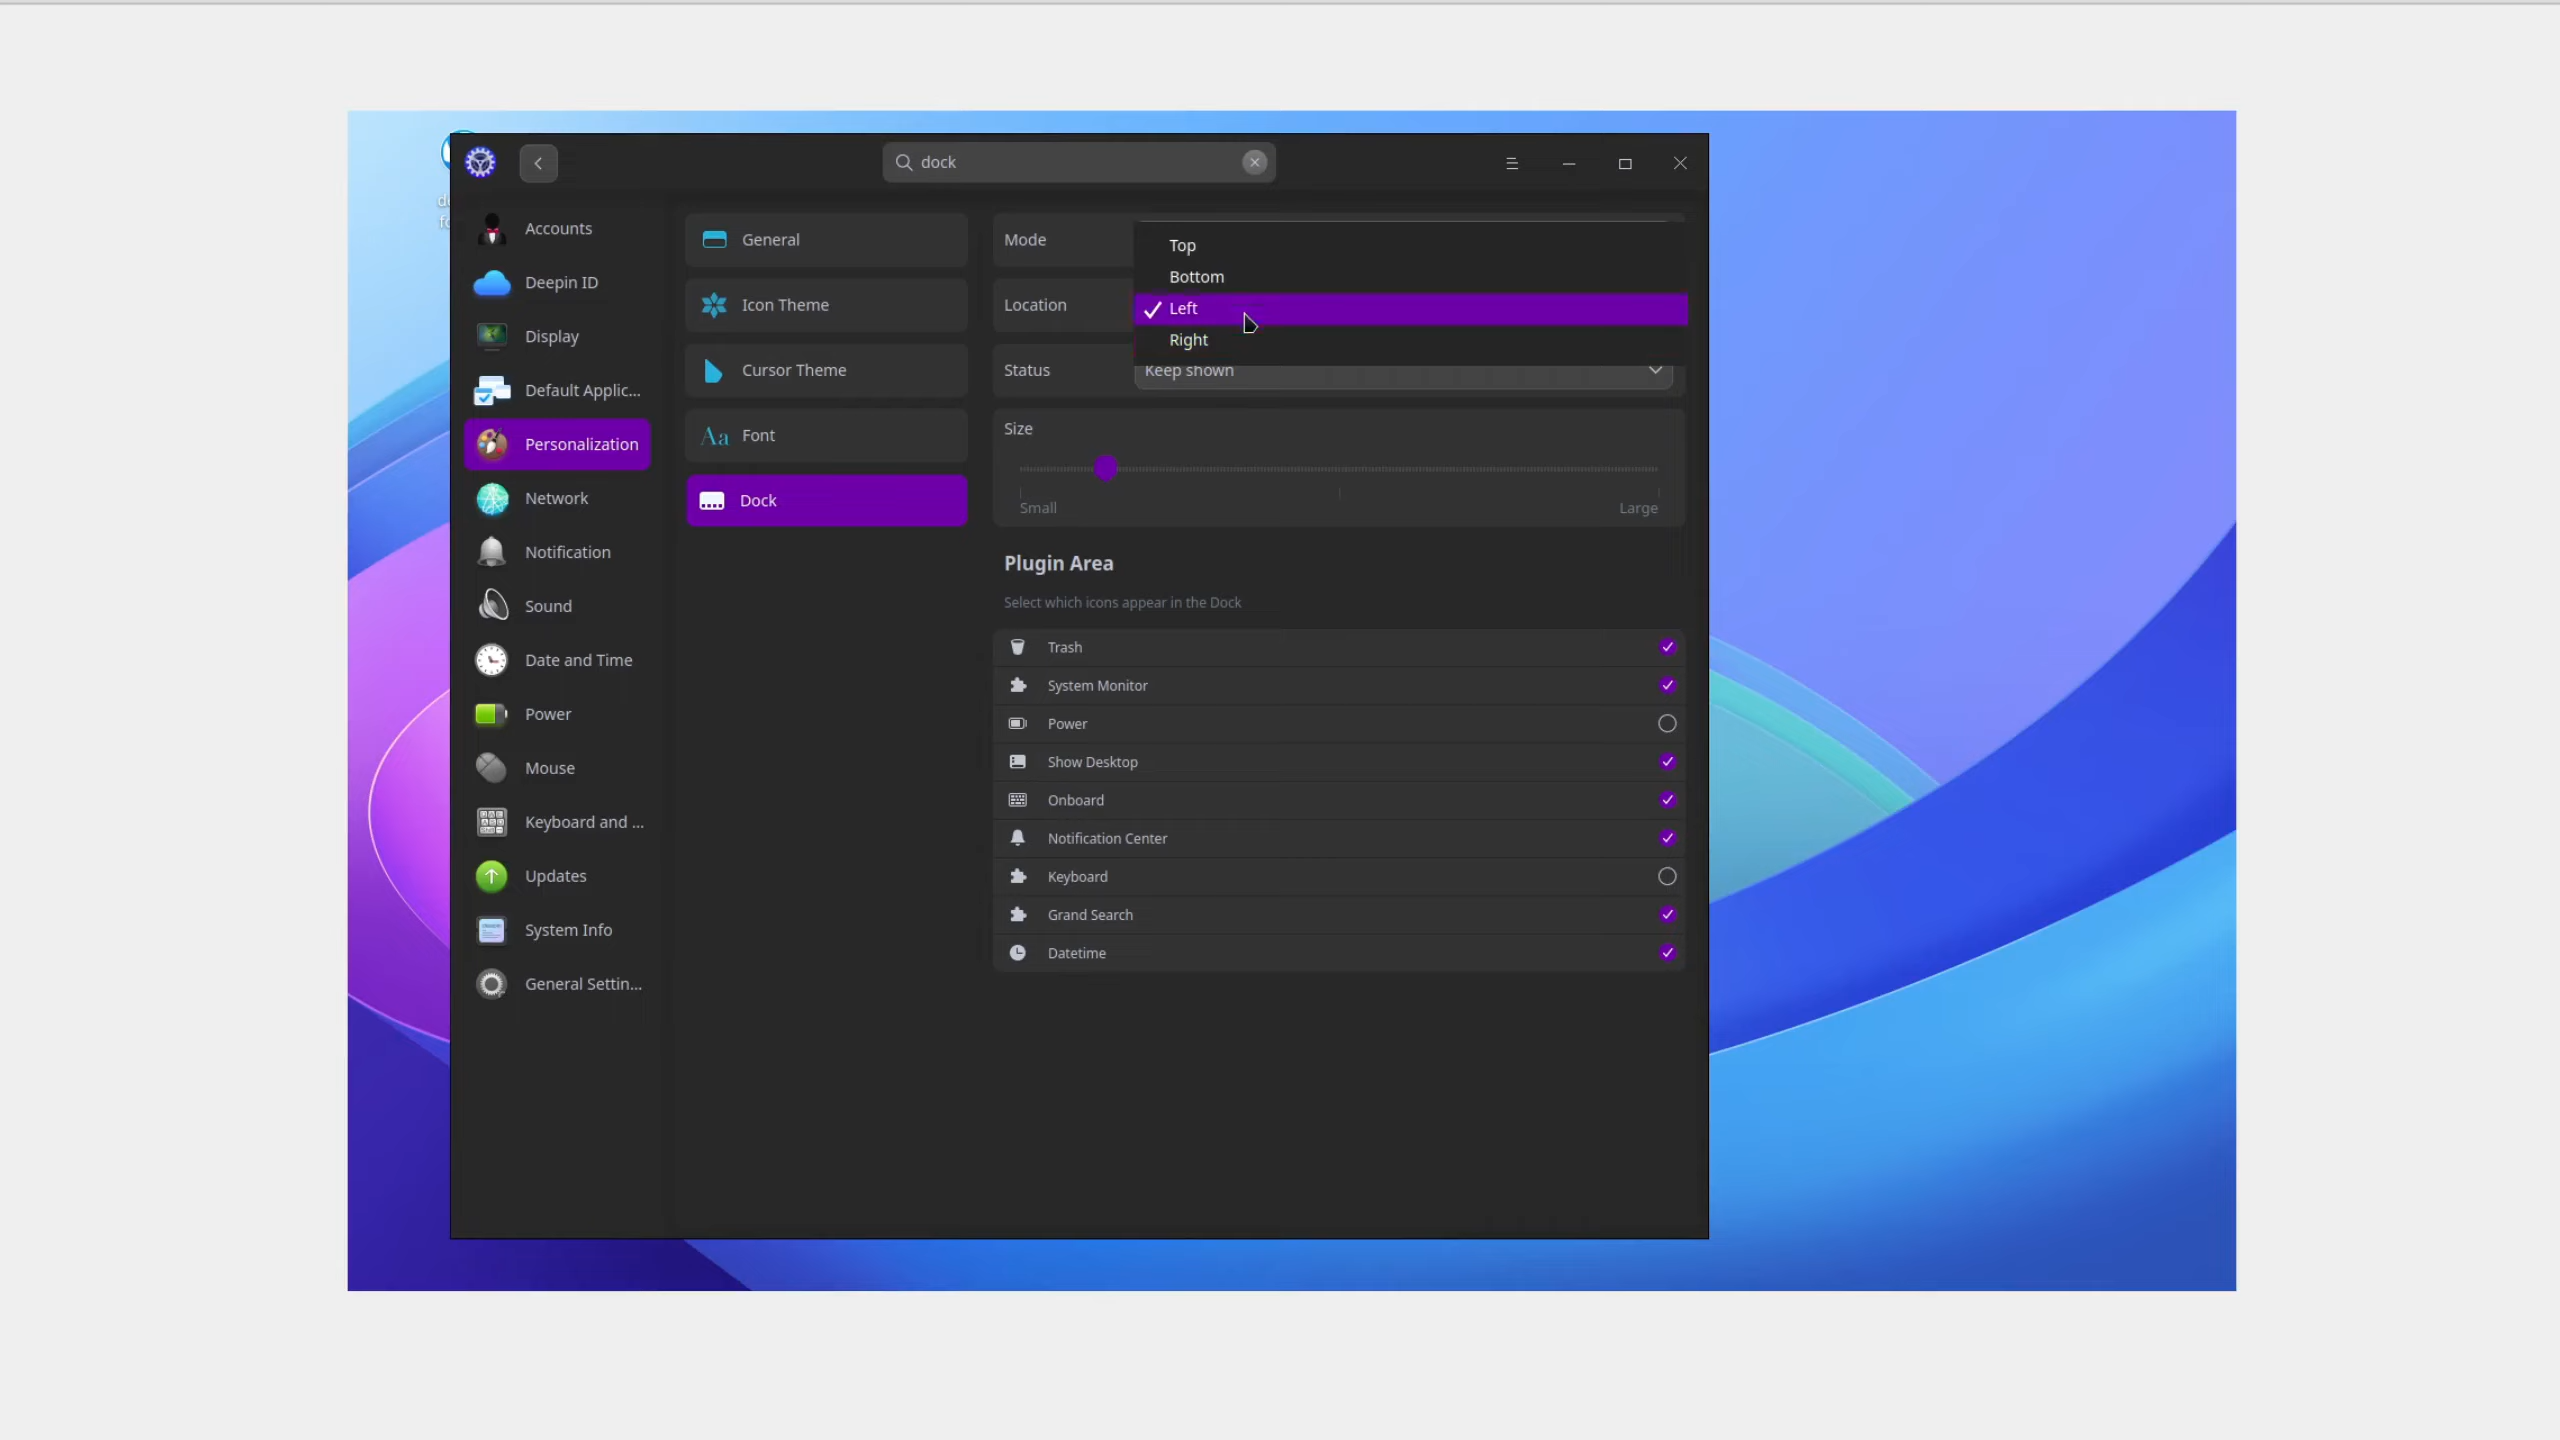 dock
Accounts
Deepin ID
Display
Default Applic...
Personalization
Network
Notification
Sound
Date and Time
Power
Mouse
Keyboard and ...
Updates
System Info
General Settin...
General
Icon Theme
Cursor Theme
Font
Dock
Mode
Location
Top
Bottom
Left
Right
Status
Keep shown
Size
Small
Large
Plugin Area
Select which icons appear in the Dock
Trash
System Monitor
Power
Show Desktop
Onboard
Notification Center
Keyboard
Grand Search
Datetime